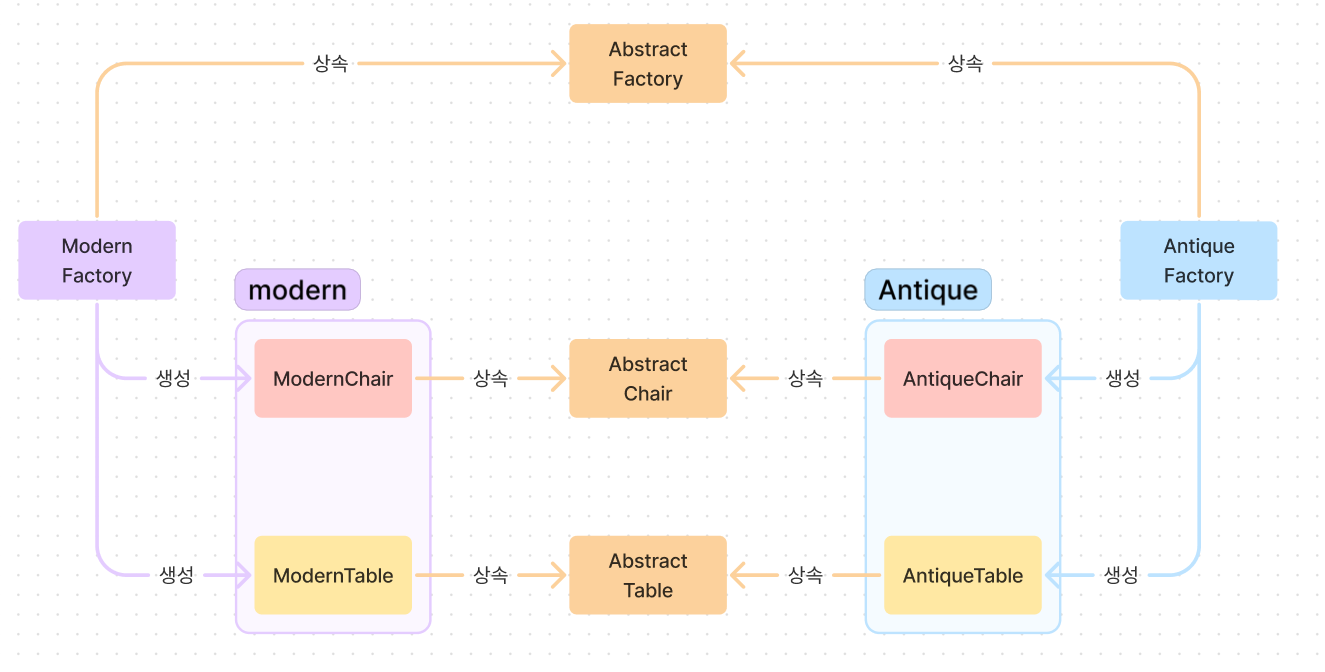 Abstract
Factory
상속
상속
Modern
Factory
Antique
Factory
modern
Antique
생성
ModernChair
상속
Abstract
Chair
상속
AntiqueChair
생성
생성
ModernTable
상속
Abstract
Table
상속
AntiqueTable
생성